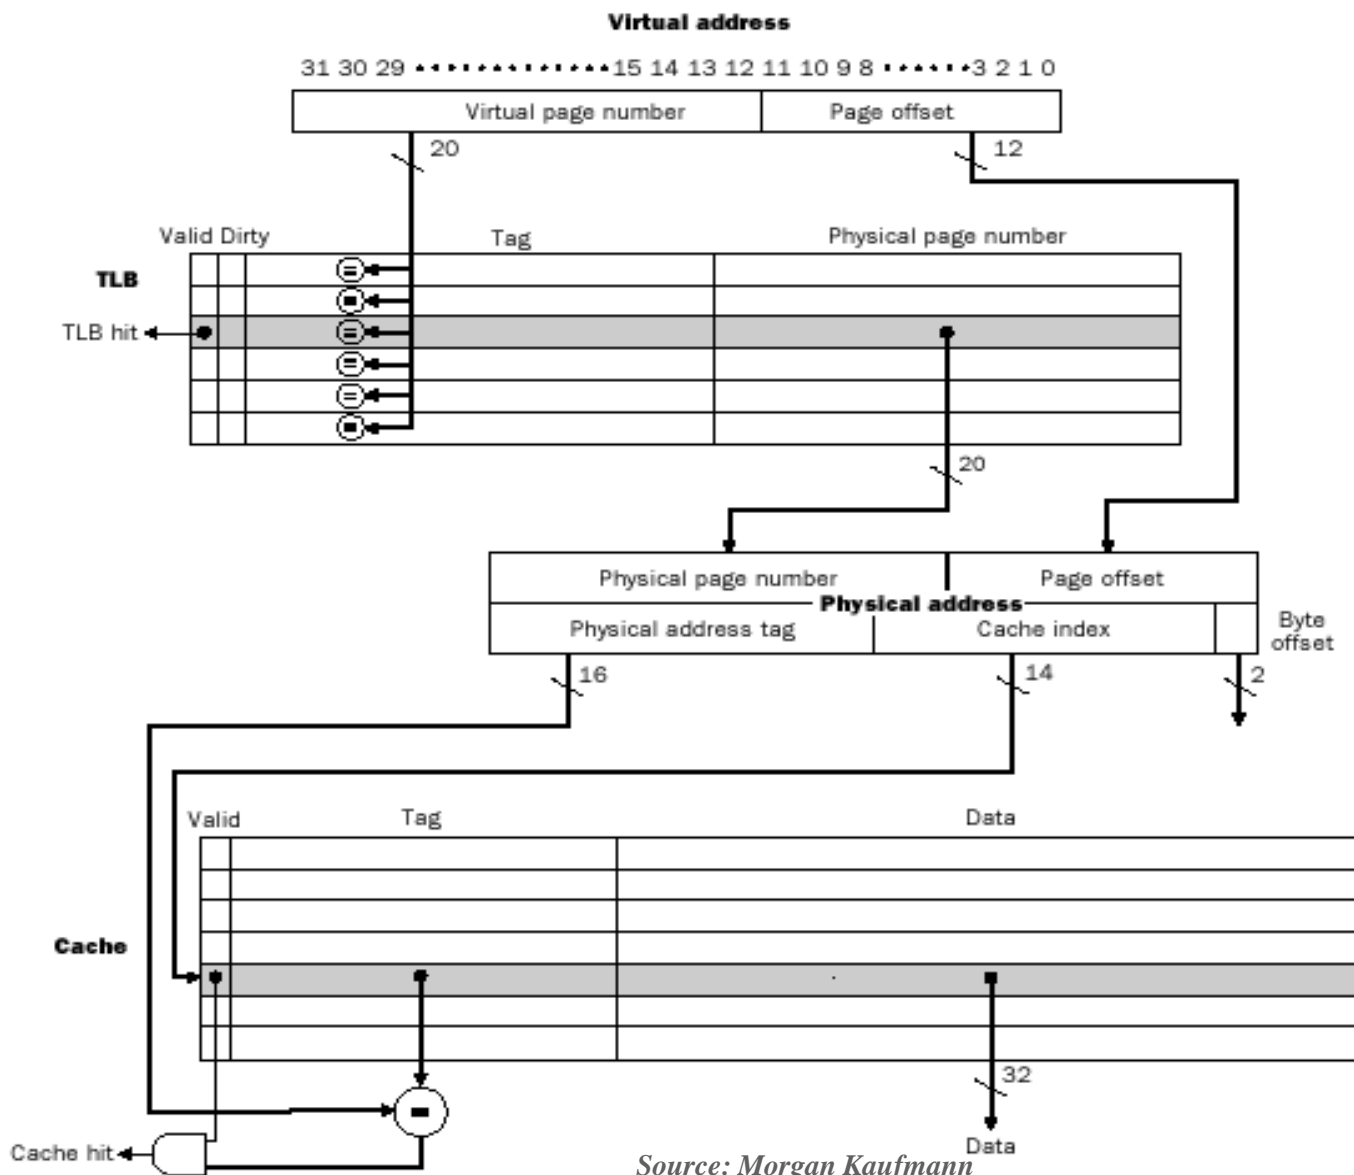 Virtual address
31 30 29 ············· 15 14 13 12 11 10 9 8 ······ 3 2 1 0
Virtual page number Page offset
20 12
Valid Dirty Tag Physical page number
TLB
=
=
TLB hit =
=
=
=
20
Physical page number Page offset
Physical address
Physical address tag Cache index Byte offset
16 14 2
Valid Tag Data
Cache
32
=
Cache hit Data
Source: Morgan Kaufmann